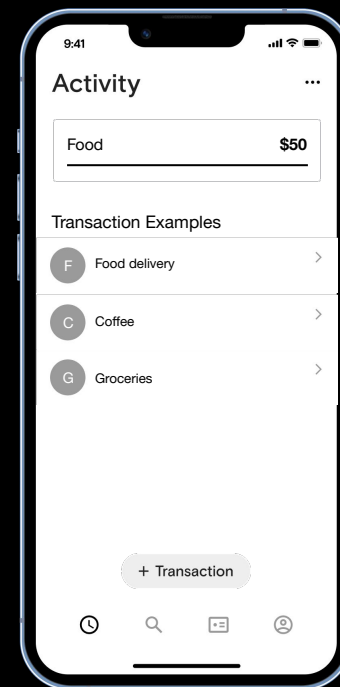 9:41
Activity
Food $50
Transaction Examples
F Food delivery
C Coffee
G Groceries
+ Transaction